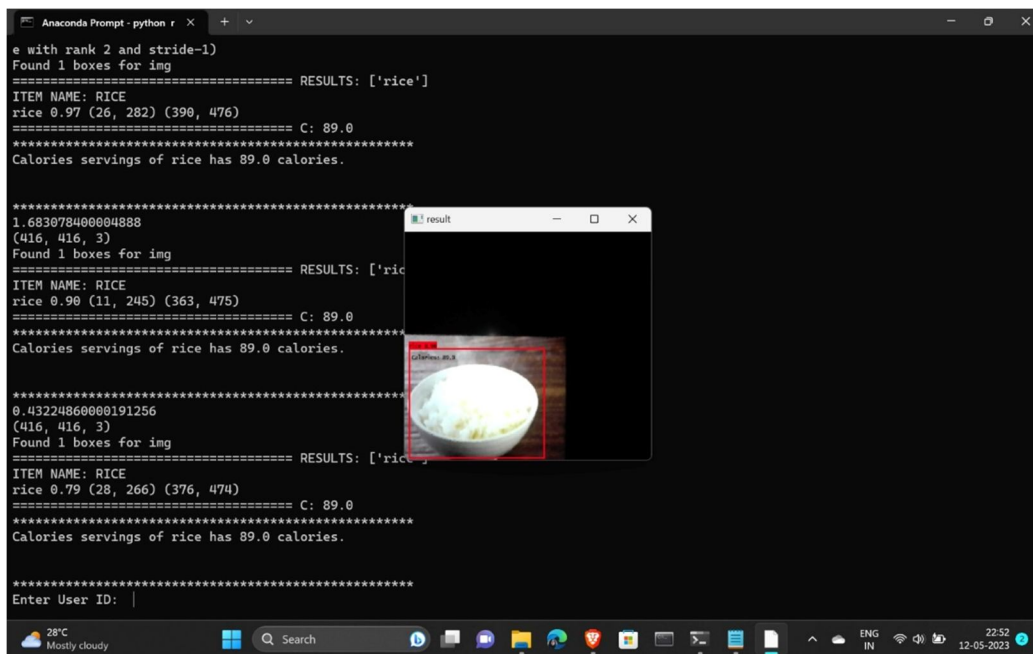 Anaconda Prompt - python r
e with rank 2 and stride-1)
Found 1 boxes for img
===================================== RESULTS: ['rice']
ITEM NAME: RICE
rice 0.97 (26, 282) (390, 476)
===================================== C: 89.0
*****************************************************
Calories servings of rice has 89.0 calories.
*****************************************************
1.683078400004888
(416, 416, 3)
Found 1 boxes for img
===================================== RESULTS: ['ric
ITEM NAME: RICE
rice 0.90 (11, 245) (363, 475)
===================================== C: 89.0
*****************************************************
Calories servings of rice has 89.0 calories.
*****************************************************
0.43224860000191256
(416, 416, 3)
Found 1 boxes for img
===================================== RESULTS: ['rice']
ITEM NAME: RICE
rice 0.79 (28, 266) (376, 474)
===================================== C: 89.0
*****************************************************
Calories servings of rice has 89.0 calories.
*****************************************************
Enter User ID:
result
Calories: 89.0
28°C
Mostly cloudy
Search
ENG
IN
22:52
12-05-2023
2